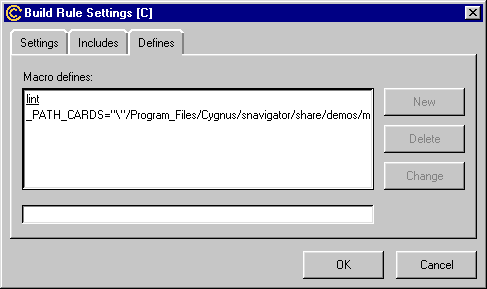 Build Rule Settings [C]
Settings Includes Defines
Macro defines:
lint
_PATH_CARDS="\"/Program_Files/Cygnus/snavigator/share/demos/m
New
Delete
Change
OK Cancel